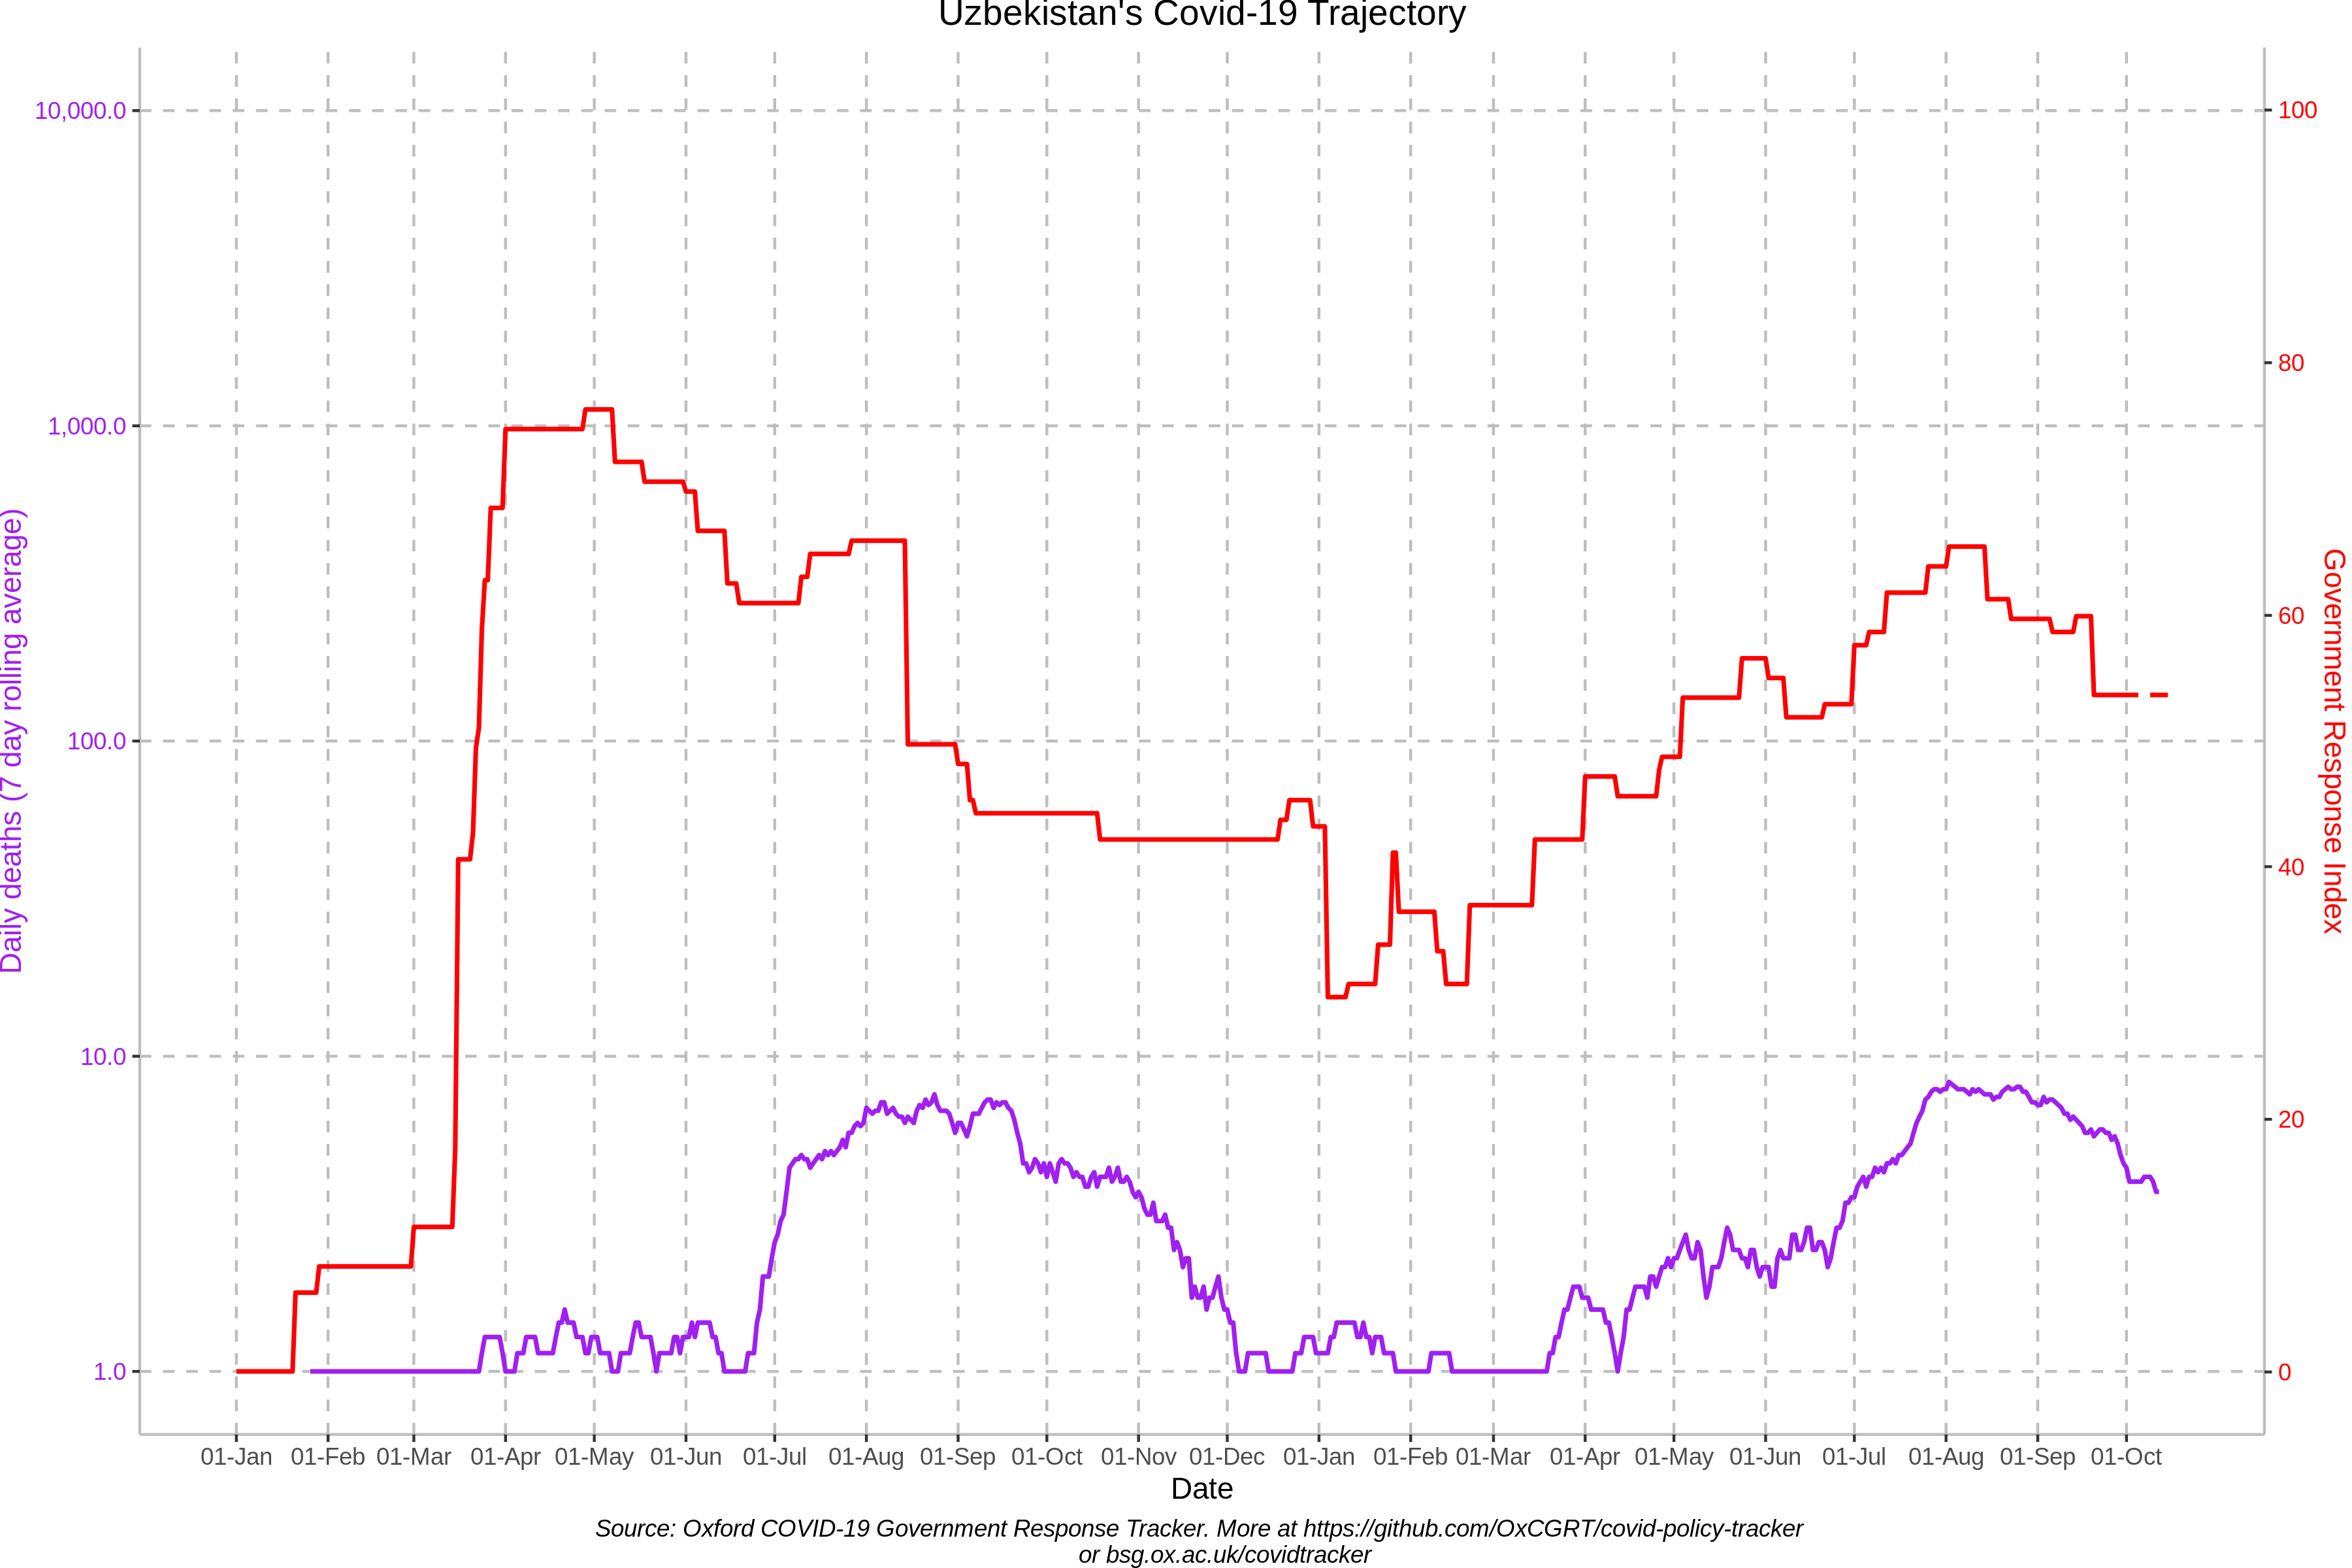 Uzbekistan's Covid-19 Trajectory
Daily deaths (7 day rolling average)
10,000.0
1,000.0
100.0
10.0
1.0
100
80
60
40
20
0
Government Response Index
01-Jan 01-Feb 01-Mar 01-Apr 01-May 01-Jun 01-Jul 01-Aug 01-Sep 01-Oct 01-Nov 01-Dec 01-Jan 01-Feb 01-Mar 01-Apr 01-May 01-Jun 01-Jul 01-Aug 01-Sep 01-Oct
Date
Source: Oxford COVID-19 Government Response Tracker. More at https://github.com/OxCGRT/covid-policy-tracker
or bsg.ox.ac.uk/covidtracker